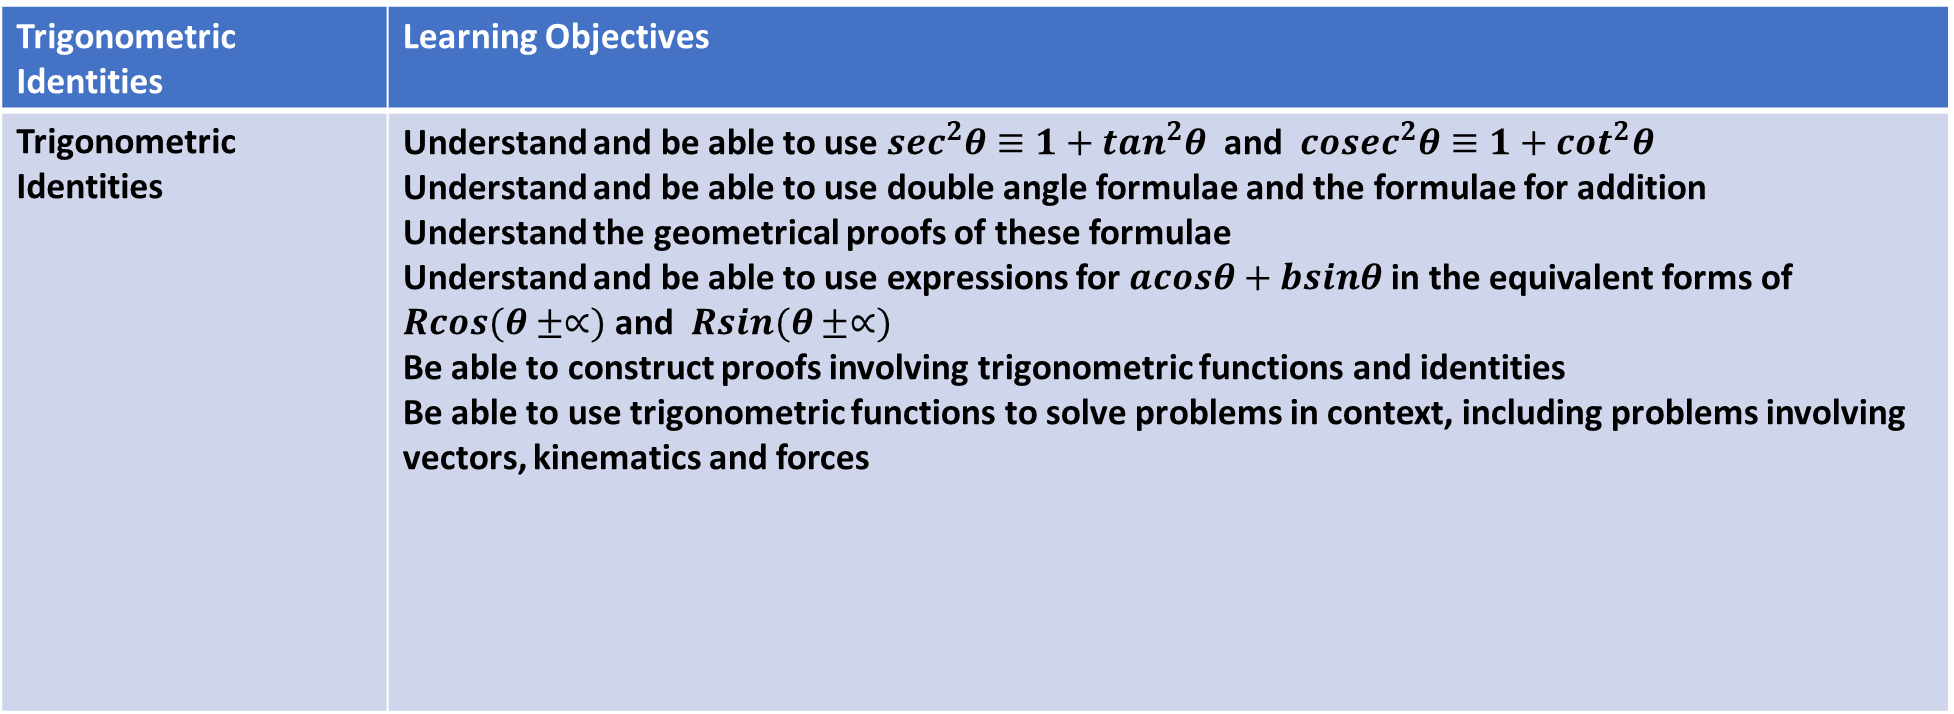 Trigonometric
Identities
Learning Objectives
Trigonometric
Identities
Understand and be able to use sec²θ ≡ 1 + tan²θ and cosec²θ ≡ 1 + cot²θ
Understand and be able to use double angle formulae and the formulae for addition
Understand the geometrical proofs of these formulae
Understand and be able to use expressions for acosθ + bsinθ in the equivalent forms of
Rcos(θ ±∝) and Rsin(θ ±∝)
Be able to construct proofs involving trigonometric functions and identities
Be able to use trigonometric functions to solve problems in context, including problems involving
vectors, kinematics and forces